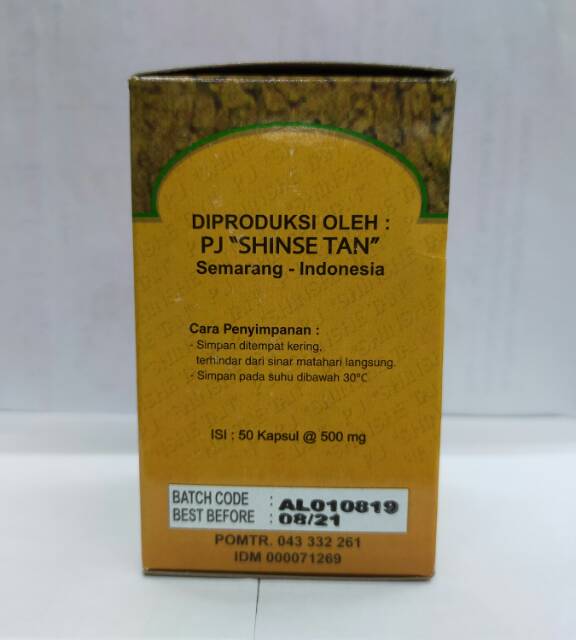 DIPRODUKSI OLEH :
PJ "SHINSE TAN"
Semarang - Indonesia
Cara Penyimpanan :
- Simpan ditempat kering,
terhindar dari sinar matahari langsung.
- Simpan pada suhu dibawah 30°C
ISI : 50 Kapsul @ 500 mg
BATCH CODE : AL010819
BEST BEFORE : 08/21
POMTR. 043 332 261
IDM 000071269